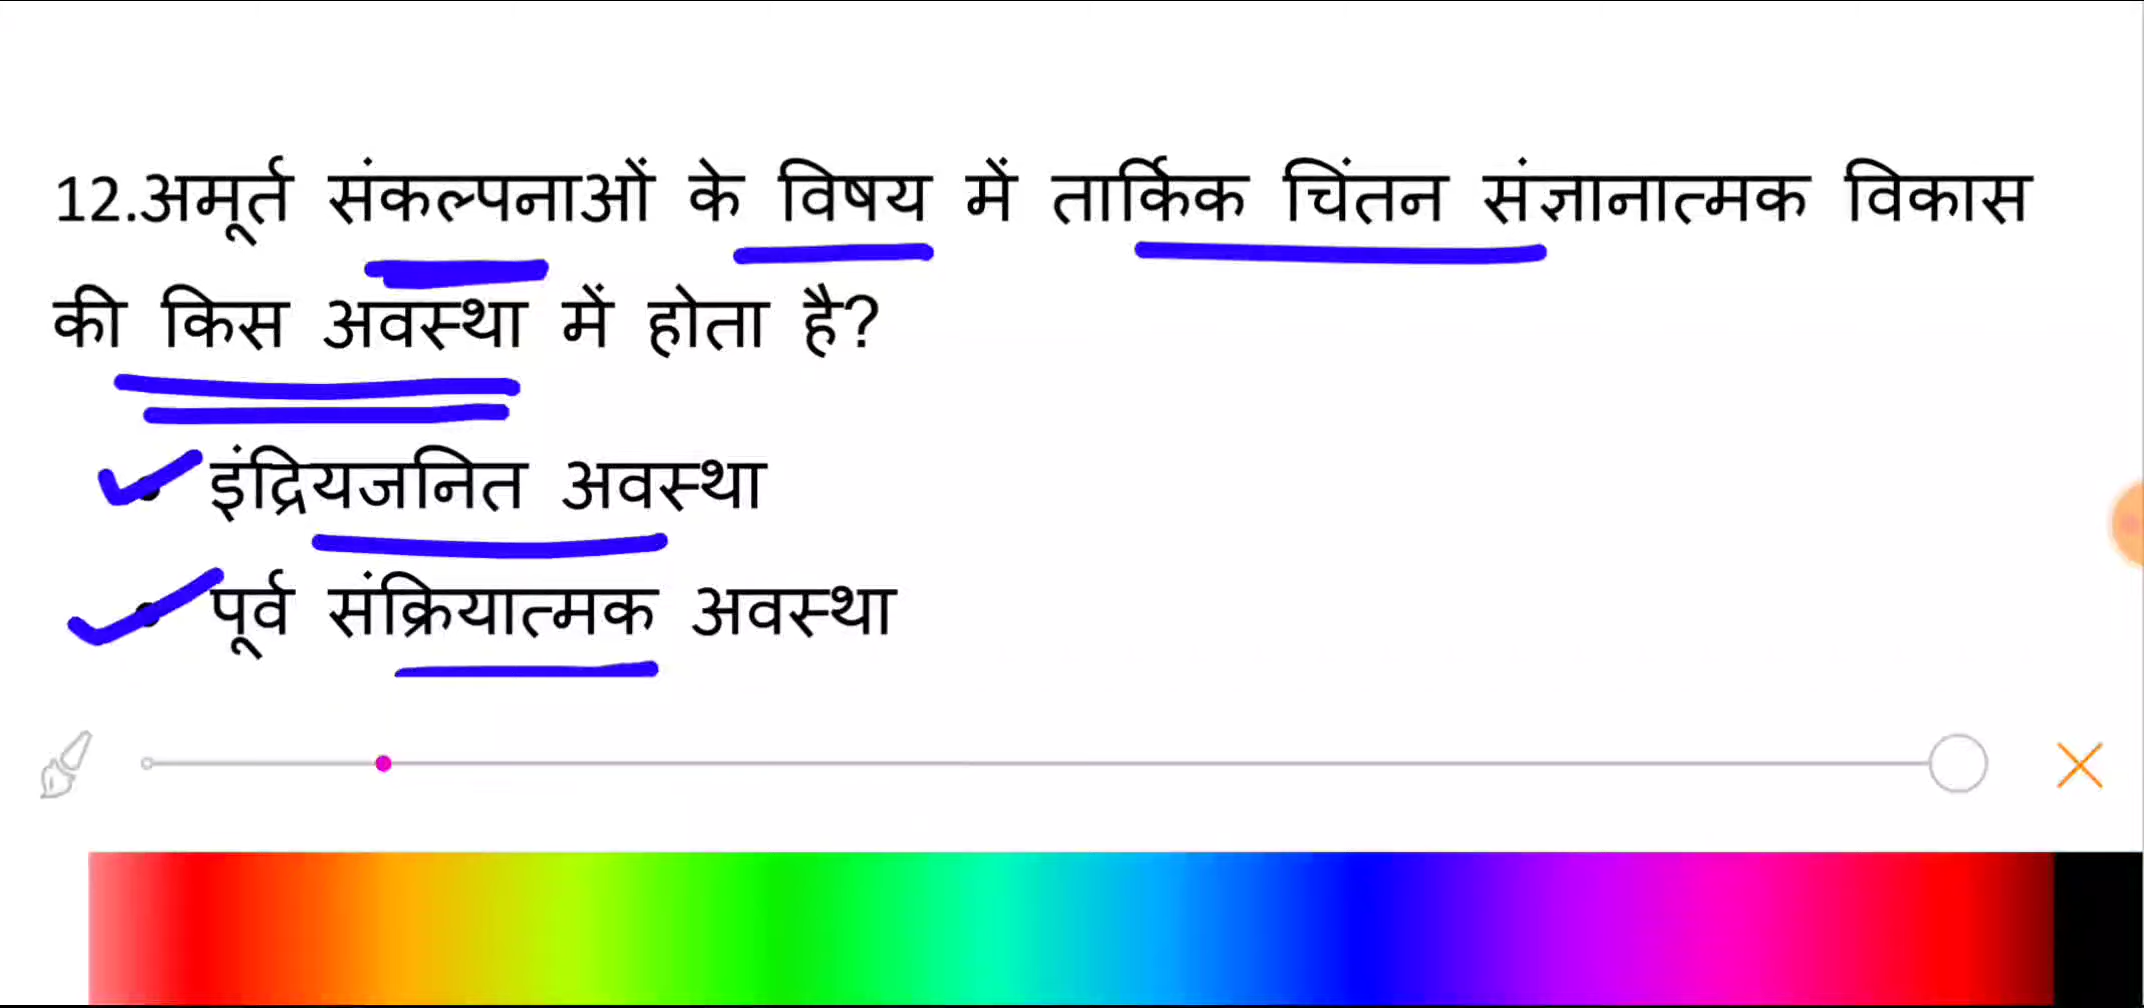 12.अमूर्त संकल्पनाओं के विषय में तार्किक चिंतन संज्ञानात्मक विकास
की किस अवस्था में होता है?
इंद्रियजनित अवस्था
पूर्व संक्रियात्मक अवस्था